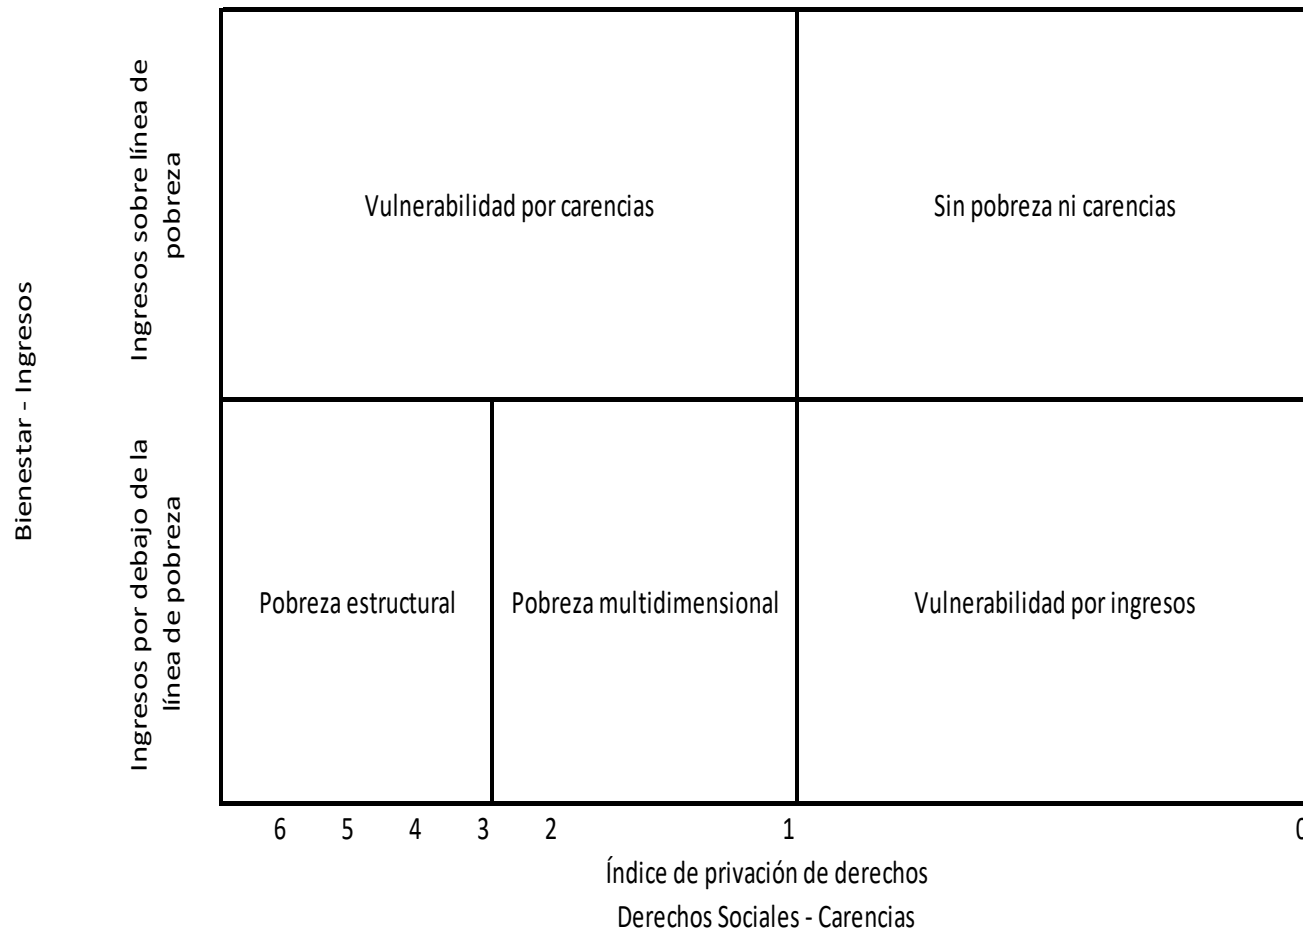 Bienestar - Ingresos
Ingresos sobre línea de
pobreza
Vulnerabilidad por carencias
Sin pobreza ni carencias
Ingresos por debajo de la
línea de pobreza
Pobreza estructural
Pobreza multidimensional
Vulnerabilidad por ingresos
6 5 4 3 2 1 0
Índice de privación de derechos
Derechos Sociales - Carencias